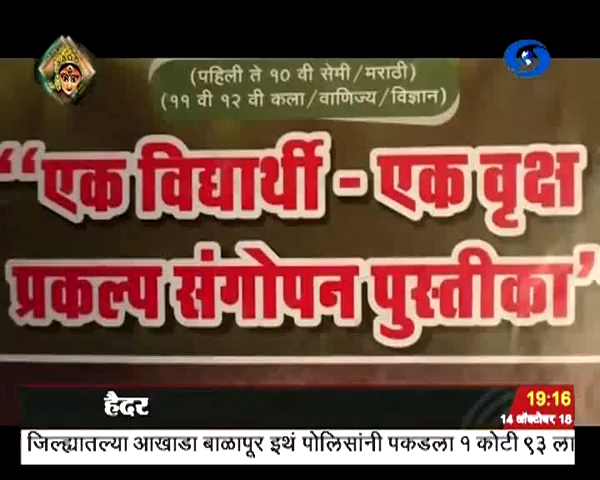 (पहिली ते १० वी सेमी/मराठी)
(११ वी १२ वी कला/वाणिज्य/विज्ञान)
“एक विद्यार्थी - एक वृक्ष
प्रकल्प संगोपन पुस्तीका’
हैदर
19:16
14 ऑक्टोबर 18
जिल्ह्यातल्या आखाडा बाळापूर इथं पोलिसांनी पकडला १ कोटी ९३ ला